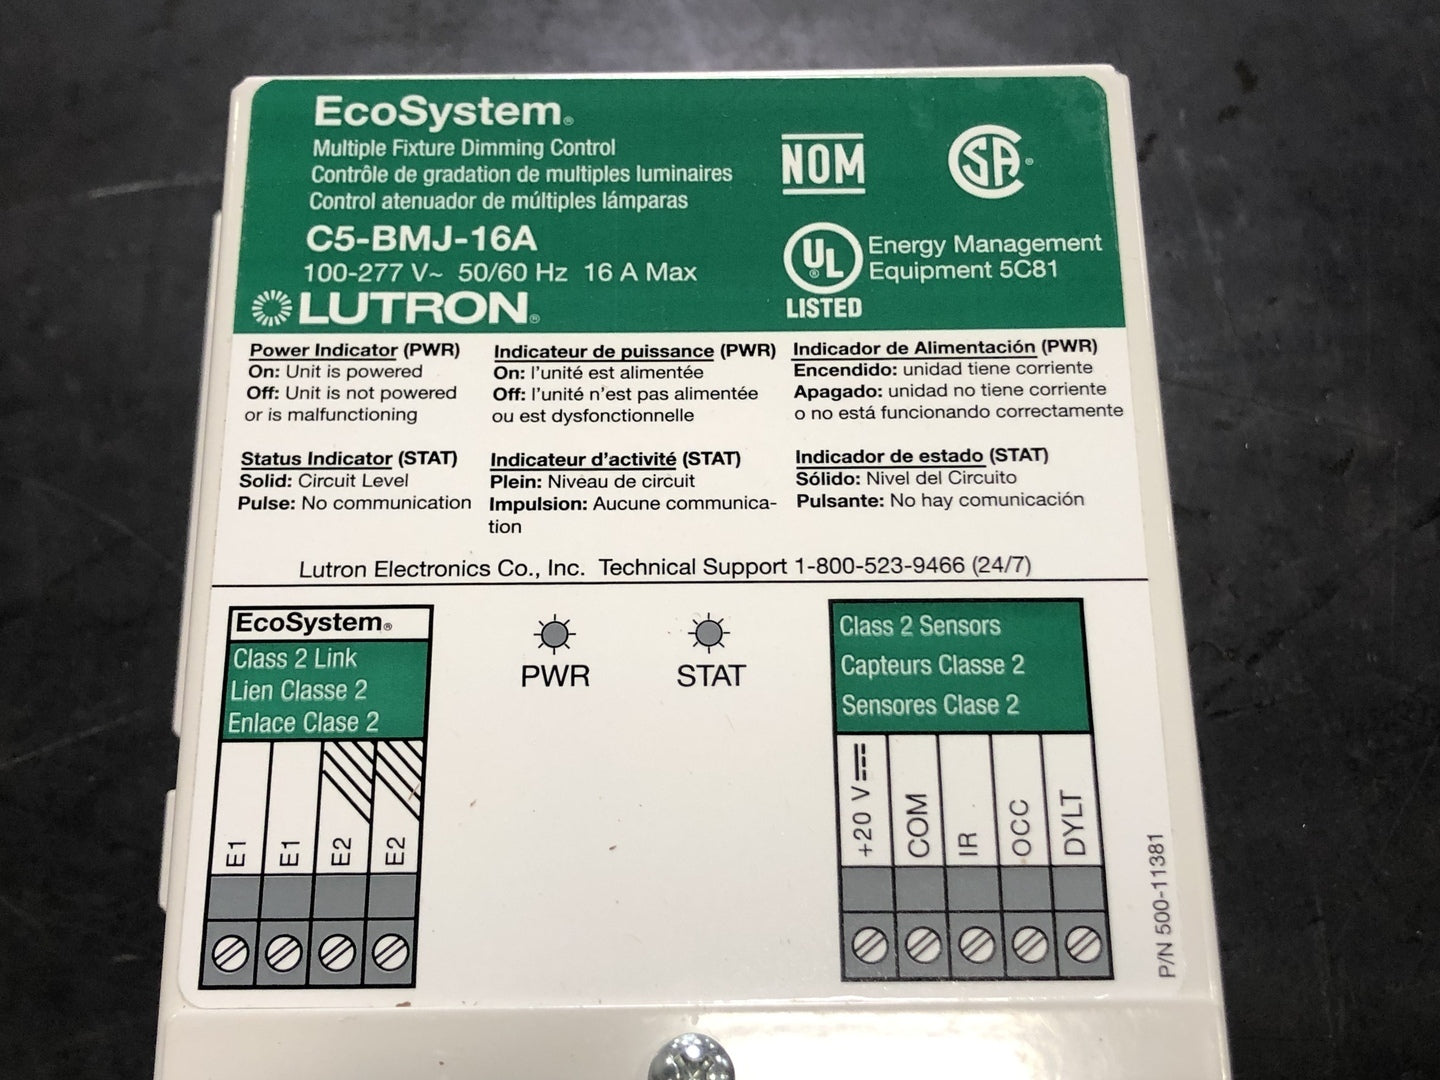 EcoSystem®
Multiple Fixture Dimming Control
Contrôle de gradation de multiples luminaires
Control atenuador de múltiples lámparas
C5-BMJ-16A
100-277 V~ 50/60 Hz 16 A Max
LUTRON®
NOM
SA®
UL®
LISTED
Energy Management
Equipment 5C81
Power Indicator (PWR)
On: Unit is powered
Off: Unit is not powered
or is malfunctioning
Indicateur de puissance (PWR)
On: l'unité est alimentée
Off: l'unité n'est pas alimentée
ou est dysfonctionnelle
Indicador de Alimentación (PWR)
Encendido: unidad tiene corriente
Apagado: unidad no tiene corriente
o no está funcionando correctamente
Status Indicator (STAT)
Solid: Circuit Level
Pulse: No communication
Indicateur d'activité (STAT)
Plein: Niveau de circuit
Impulsion: Aucune communica-
tion
Indicador de estado (STAT)
Sólido: Nivel del Circuito
Pulsante: No hay comunicación
Lutron Electronics Co., Inc. Technical Support 1-800-523-9466 (24/7)
EcoSystem®
Class 2 Link
Lien Classe 2
Enlace Clase 2
E1
E1
E2
E2
PWR
STAT
Class 2 Sensors
Capteurs Classe 2
Sensores Clase 2
+20 V
COM
IR
OCC
DYLT
P/N 500-11381